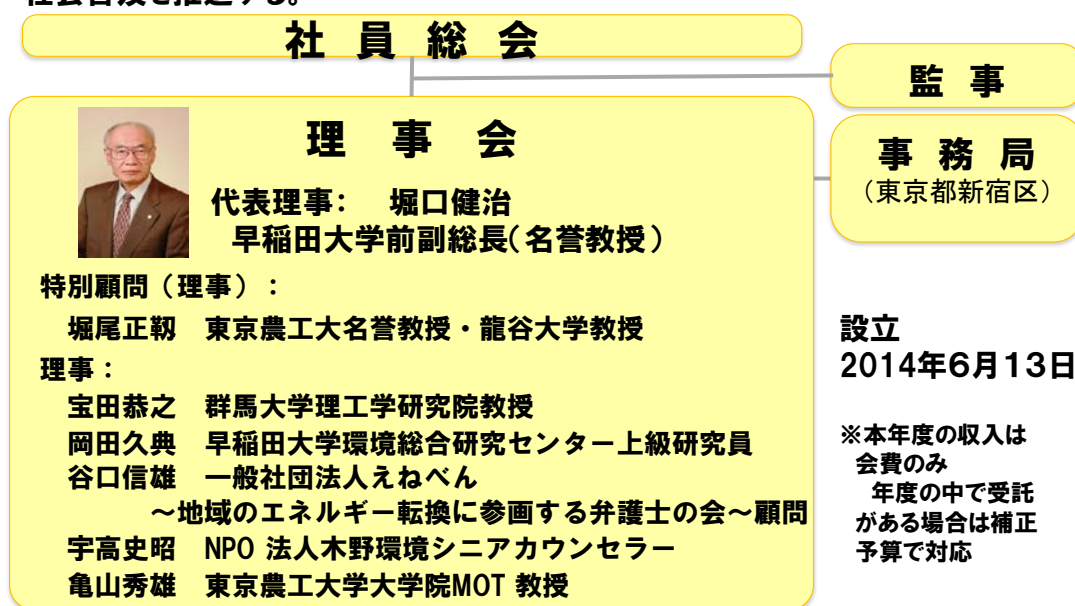 社会普及を推進する。
社 員 総 会
監 事
理 事 会
代表理事： 堀口健治
早稲田大学前副総長（名誉教授）
事 務 局
（東京都新宿区）
特別顧問（理事）：
堀尾正靱 東京農工大名誉教授・龍谷大学教授
理事：
宝田恭之 群馬大学理工学研究院教授
岡田久典 早稲田大学環境総合研究センター上級研究員
谷口信雄 一般社団法人えねべん
～地域のエネルギー転換に参画する弁護士の会～顧問
宇高史昭 NPO 法人木野環境シニアカウンセラー
亀山秀雄 東京農工大学大学院MOT 教授
設立
2014年6月13日
※本年度の収入は
会費のみ
年度の中で受託
がある場合は補正
予算で対応